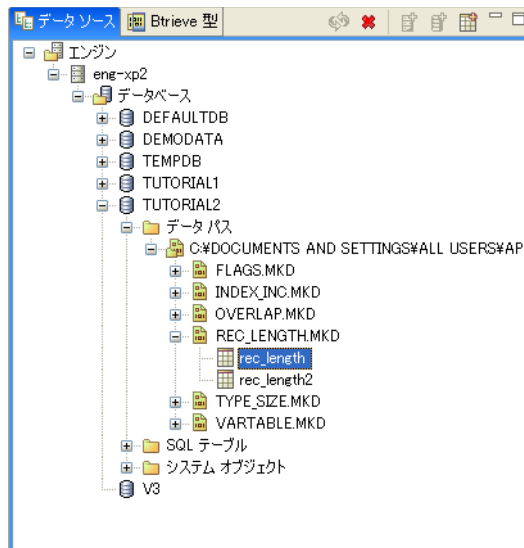 データ ソース Btrieve 型
エンジン
eng-xp2
データベース
DEFAULTDB
DEMODATA
TEMPDB
TUTORIAL1
TUTORIAL2
データ パス
C:¥DOCUMENTS AND SETTINGS¥ALL USERS¥AP
FLAGS.MKD
INDEX_INC.MKD
OVERLAP.MKD
REC_LENGTH.MKD
rec_length
rec_length2
TYPE_SIZE.MKD
VARTABLE.MKD
SQL テーブル
システム オブジェクト
V3